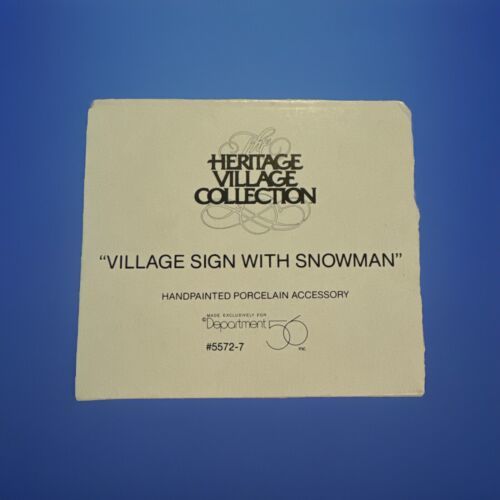 The
HERITAGE
VILLAGE
COLLECTION
"VILLAGE SIGN WITH SNOWMAN"
HANDPAINTED PORCELAIN ACCESSORY
MADE EXCLUSIVELY FOR
©Department 56 INC.
#5572-7